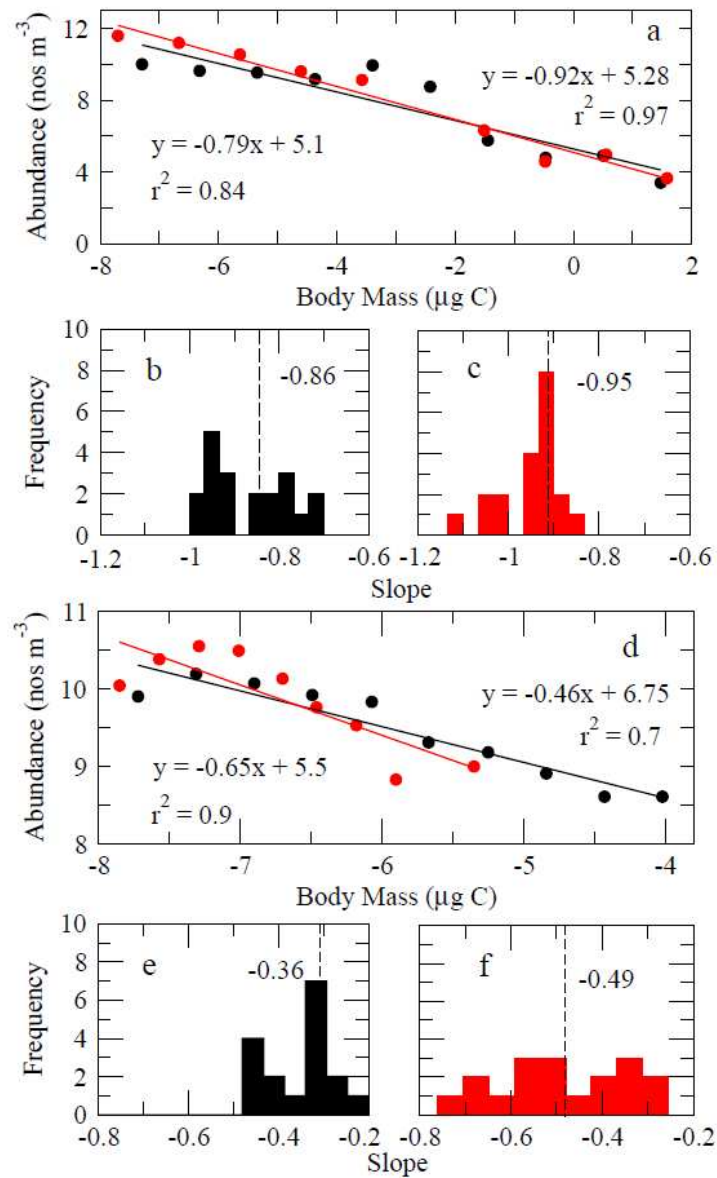 12
8
4
0
Abundance (nos m-3)
a
y = -0.92x + 5.28
r2 = 0.97
y = -0.79x + 5.1
r2 = 0.84
-8 -6 -4 -2 0 2
Body Mass (µg C)
10
8
6
4
2
0
Frequency
b
-0.86
c
-0.95
-1.2 -1 -0.8 -0.6
-1.2 -1 -0.8 -0.6
Slope
11
10
9
8
Abundance (nos m-3)
d
y = -0.46x + 6.75
r2 = 0.7
y = -0.65x + 5.5
r2 = 0.9
-8 -7 -6 -5 -4
Body Mass (µg C)
10
8
6
4
2
0
Frequency
e
-0.36
f
-0.49
-0.8 -0.6 -0.4 -0.2
-0.8 -0.6 -0.4 -0.2
Slope